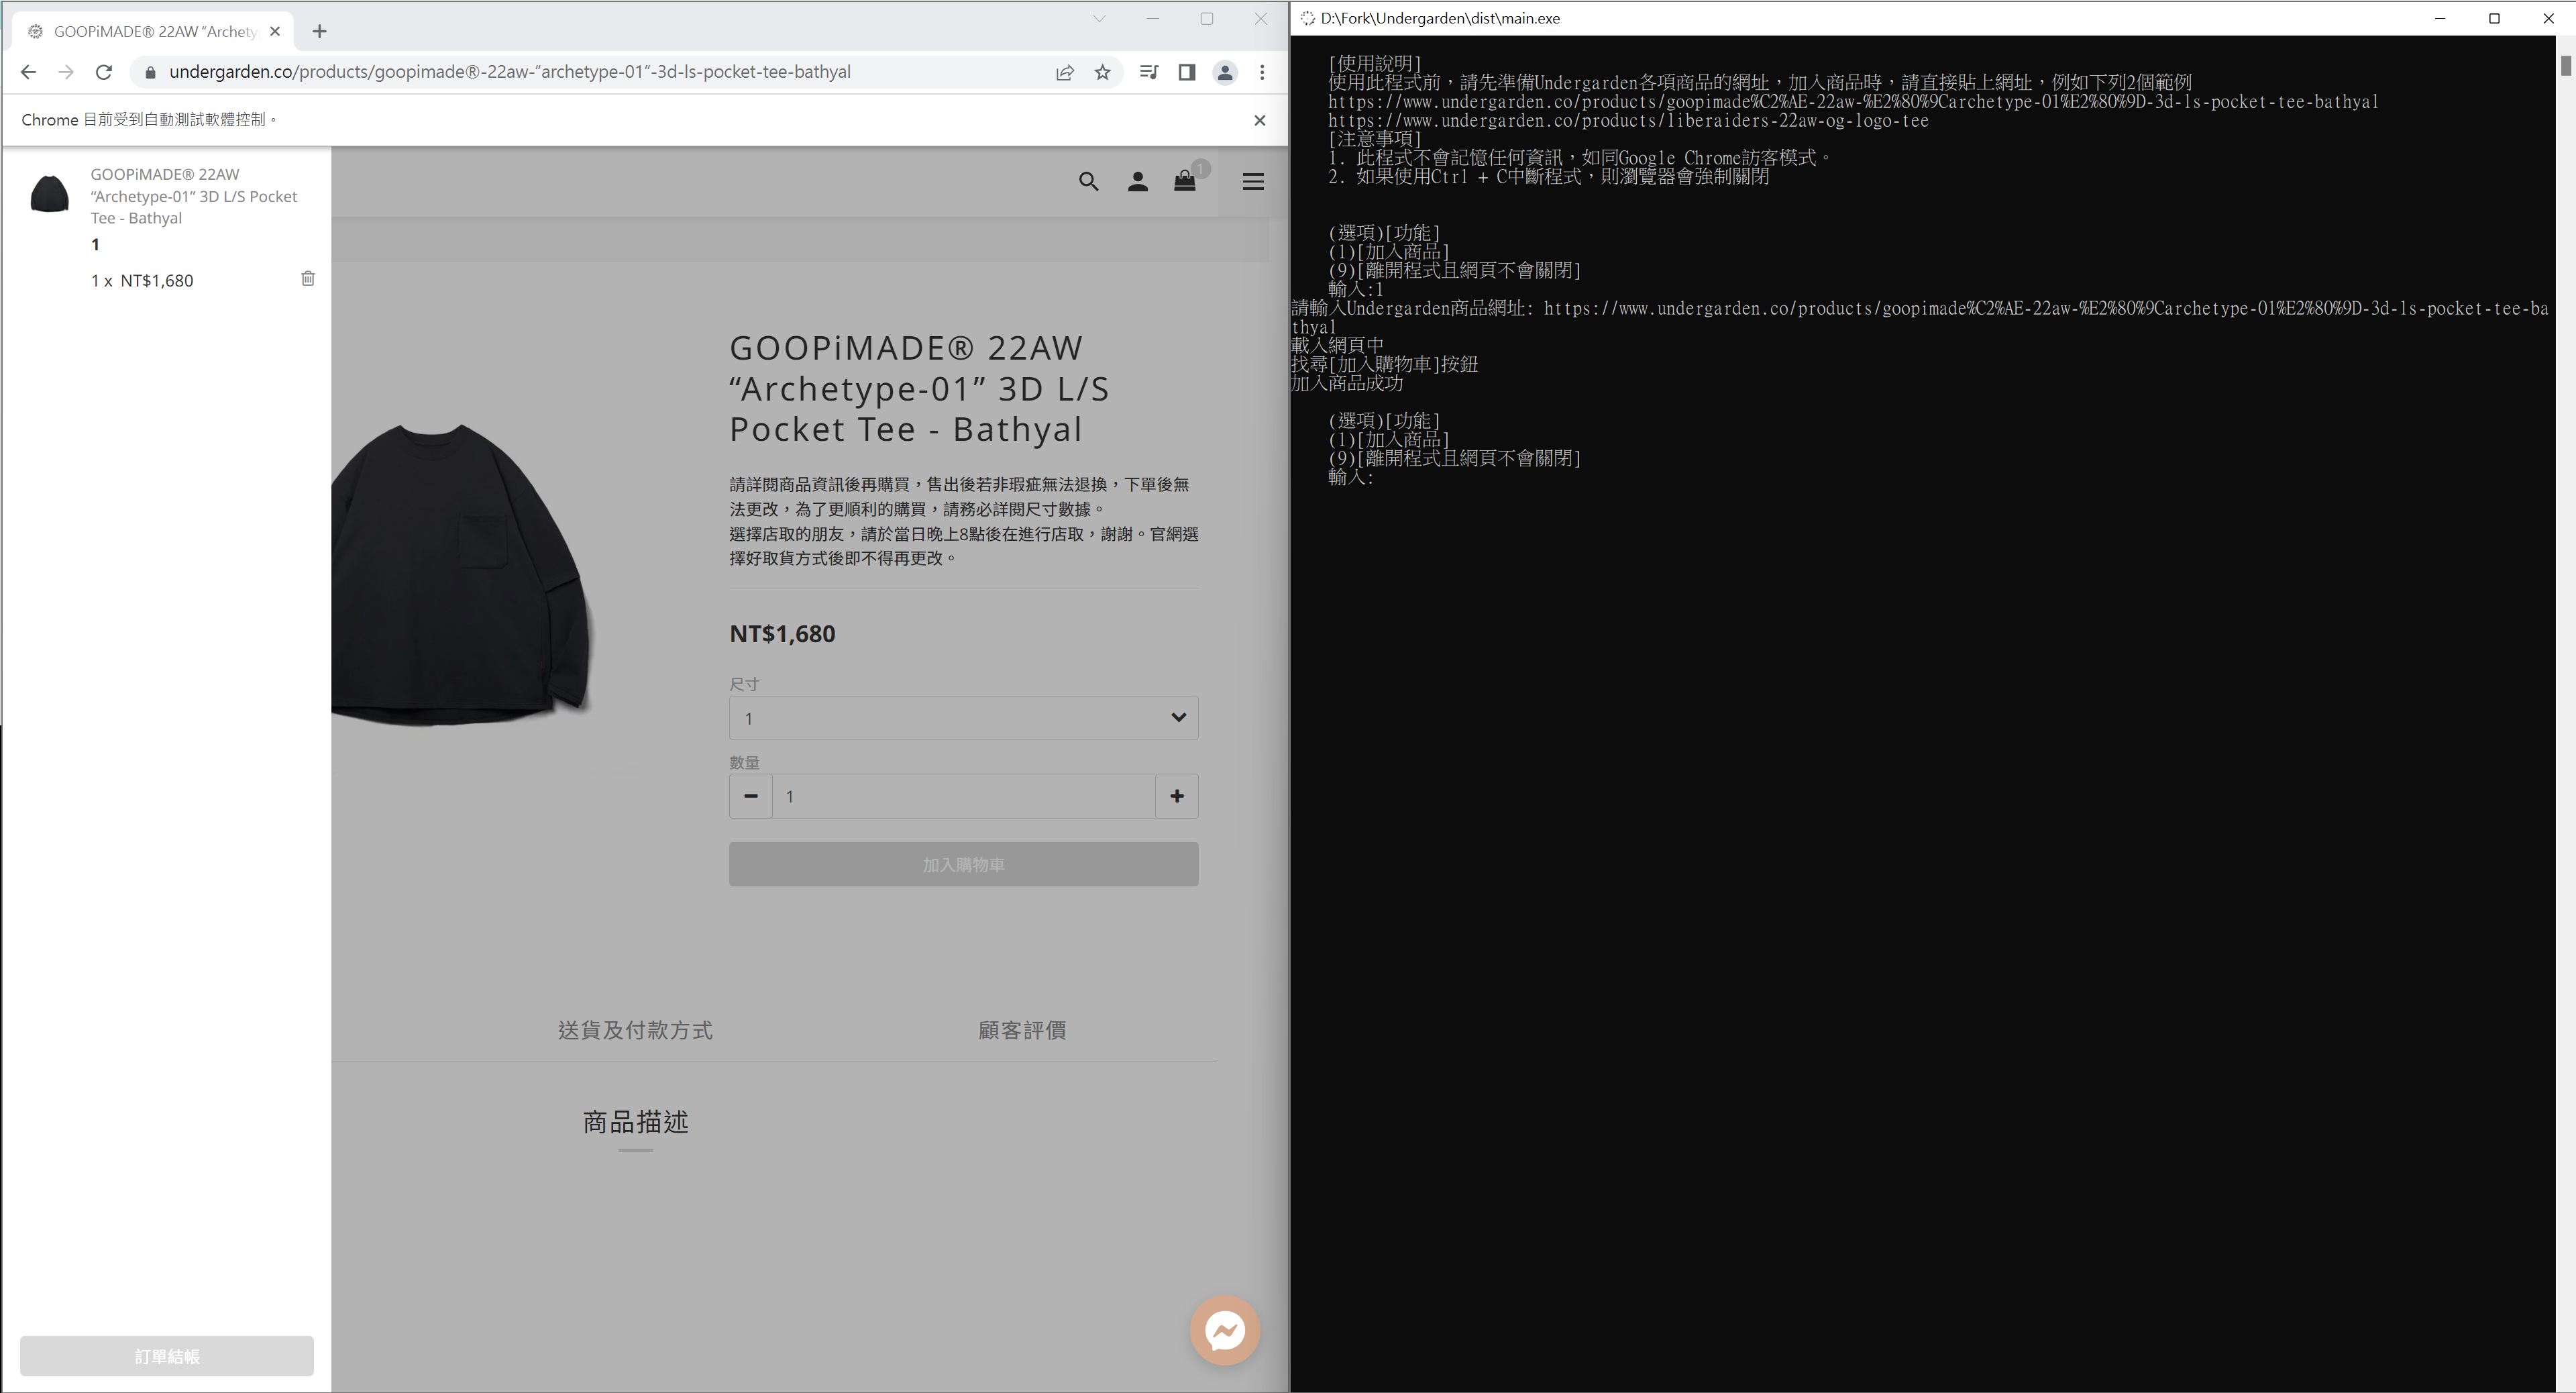 GOOPiMADE® 22AW “Archety
undergarden.co/products/goopimade®-22aw-“archetype-01”-3d-ls-pocket-tee-bathyal
Chrome 目前受到自動測試軟體控制。
GOOPiMADE® 22AW
“Archetype-01” 3D L/S Pocket
Tee - Bathyal
1
1 x NT$1,680
訂單結帳
1
GOOPiMADE® 22AW
“Archetype-01” 3D L/S
Pocket Tee - Bathyal
請詳閱商品資訊後再購買，售出後若非瑕疵無法退換，下單後無
法更改，為了更順利的購買，請務必詳閱尺寸數據。
選擇店取的朋友，請於當日晚上8點後在進行店取，謝謝。官網選
擇好取貨方式後即不得再更改。
NT$1,680
尺寸
1
數量
1
加入購物車
送貨及付款方式
顧客評價
商品描述
D:\Fork\Undergarden\dist\main.exe
[使用說明]
使用此程式前，請先準備Undergarden各項商品的網址，加入商品時，請直接貼上網址，例如下列2個範例
https://www.undergarden.co/products/goopimade%C2%AE-22aw-%E2%80%9Carchetype-01%E2%80%9D-3d-ls-pocket-tee-bathyal
https://www.undergarden.co/products/liberaiders-22aw-og-logo-tee
[注意事項]
1. 此程式不會記憶任何資訊，如同Google Chrome訪客模式。
2. 如果使用Ctrl + C中斷程式，則瀏覽器會強制關閉
(選項)[功能]
(1)[加入商品]
(9)[離開程式且網頁不會關閉]
輸入:1
請輸入Undergarden商品網址: https://www.undergarden.co/products/goopimade%C2%AE-22aw-%E2%80%9Carchetype-01%E2%80%9D-3d-ls-pocket-tee-ba
thyal
載入網頁中
找尋[加入購物車]按鈕
加入商品成功
(選項)[功能]
(1)[加入商品]
(9)[離開程式且網頁不會關閉]
輸入: